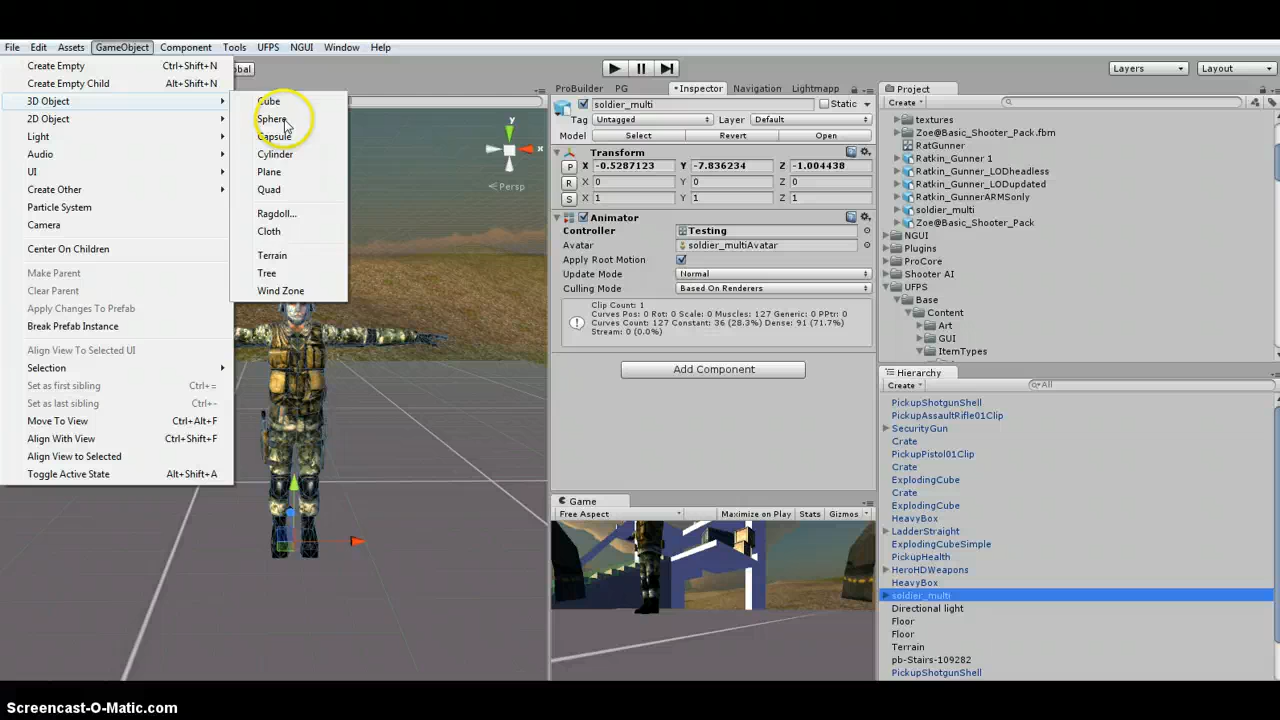 File Edit Assets GameObject Component Tools UFPS NGUI Window Help
Create Empty Ctrl+Shift+N
Create Empty Child Alt+Shift+N
3D Object
2D Object
Light
Audio
UI
Create Other
Particle System
Camera
Center On Children
Make Parent
Clear Parent
Apply Changes To Prefab
Break Prefab Instance
Align View To Selected UI
Selection
Set as first sibling Ctrl+=
Set as last sibling Ctrl+-
Move To View Ctrl+Alt+F
Align With View Ctrl+Shift+F
Align View to Selected
Toggle Active State Alt+Shift+A
Cube
Sphere
Capsule
Cylinder
Plane
Quad
Ragdoll...
Cloth
Terrain
Tree
Wind Zone
y
Persp
Layers Layout
ProBuilder PG Inspector Navigation Lightmapp
soldier_multi Static
Tag Untagged Layer Default
Model Select Revert Open
Transform
P X -0.5287123 Y -7.836234 Z -1.004438
R X 0 Y 0 Z 0
S X 1 Y 1 Z 1
Animator
Controller Testing
Avatar soldier_multiAvatar
Apply Root Motion
Update Mode Normal
Culling Mode Based On Renderers
Clip Count: 1
Curves Pos: 0 Rot: 0 Scale: 0 Muscles: 127 Generic: 0 PPtr: 0
Curves Count: 127 Constant: 36 (28.3%) Dense: 91 (71.7%)
Stream: 0 (0.0%)
Add Component
Game
Free Aspect Maximize on Play Stats Gizmos
Project
Create
textures
Zoe@Basic_Shooter_Pack.fbm
RatGunner
Ratkin_Gunner 1
Ratkin_Gunner_LODheadless
Ratkin_Gunner_LODupdated
Ratkin_GunnerARMSonly
soldier_multi
Zoe@Basic_Shooter_Pack
NGUI
Plugins
ProCore
Shooter AI
UFPS
Base
Content
Art
GUI
ItemTypes
Hierarchy
Create All
PickupShotgunShell
PickupAssaultRifle01Clip
SecurityGun
Crate
PickupPistol01Clip
Crate
ExplodingCube
Crate
ExplodingCube
HeavyBox
LadderStraight
ExplodingCubeSimple
PickupHealth
HeroHDWeapons
HeavyBox
soldier_multi
Directional light
Floor
Floor
Terrain
pb-Stairs-109282
PickupShotgunShell
Screencast-O-Matic.com